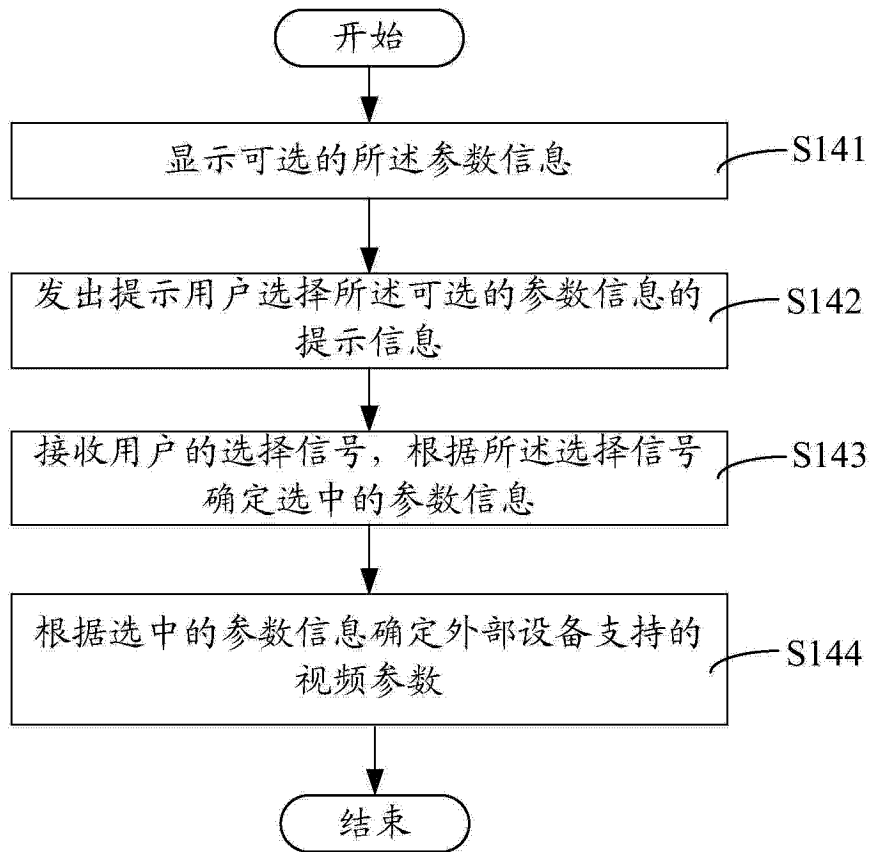 开始
显示可选的所述参数信息
S141
发出提示用户选择所述可选的参数信息的
提示信息
S142
接收用户的选择信号，根据所述选择信号
确定选中的参数信息
S143
根据选中的参数信息确定外部设备支持的
视频参数
S144
结束